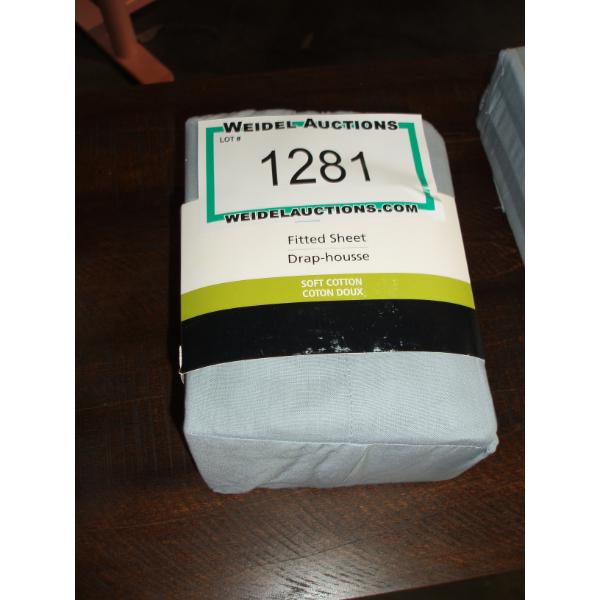 WEIDEL AUCTIONS
LOT #
1281
WEIDELAUCTIONS.COM
Fitted Sheet
Drap-housse
SOFT COTTON
COTON DOUX